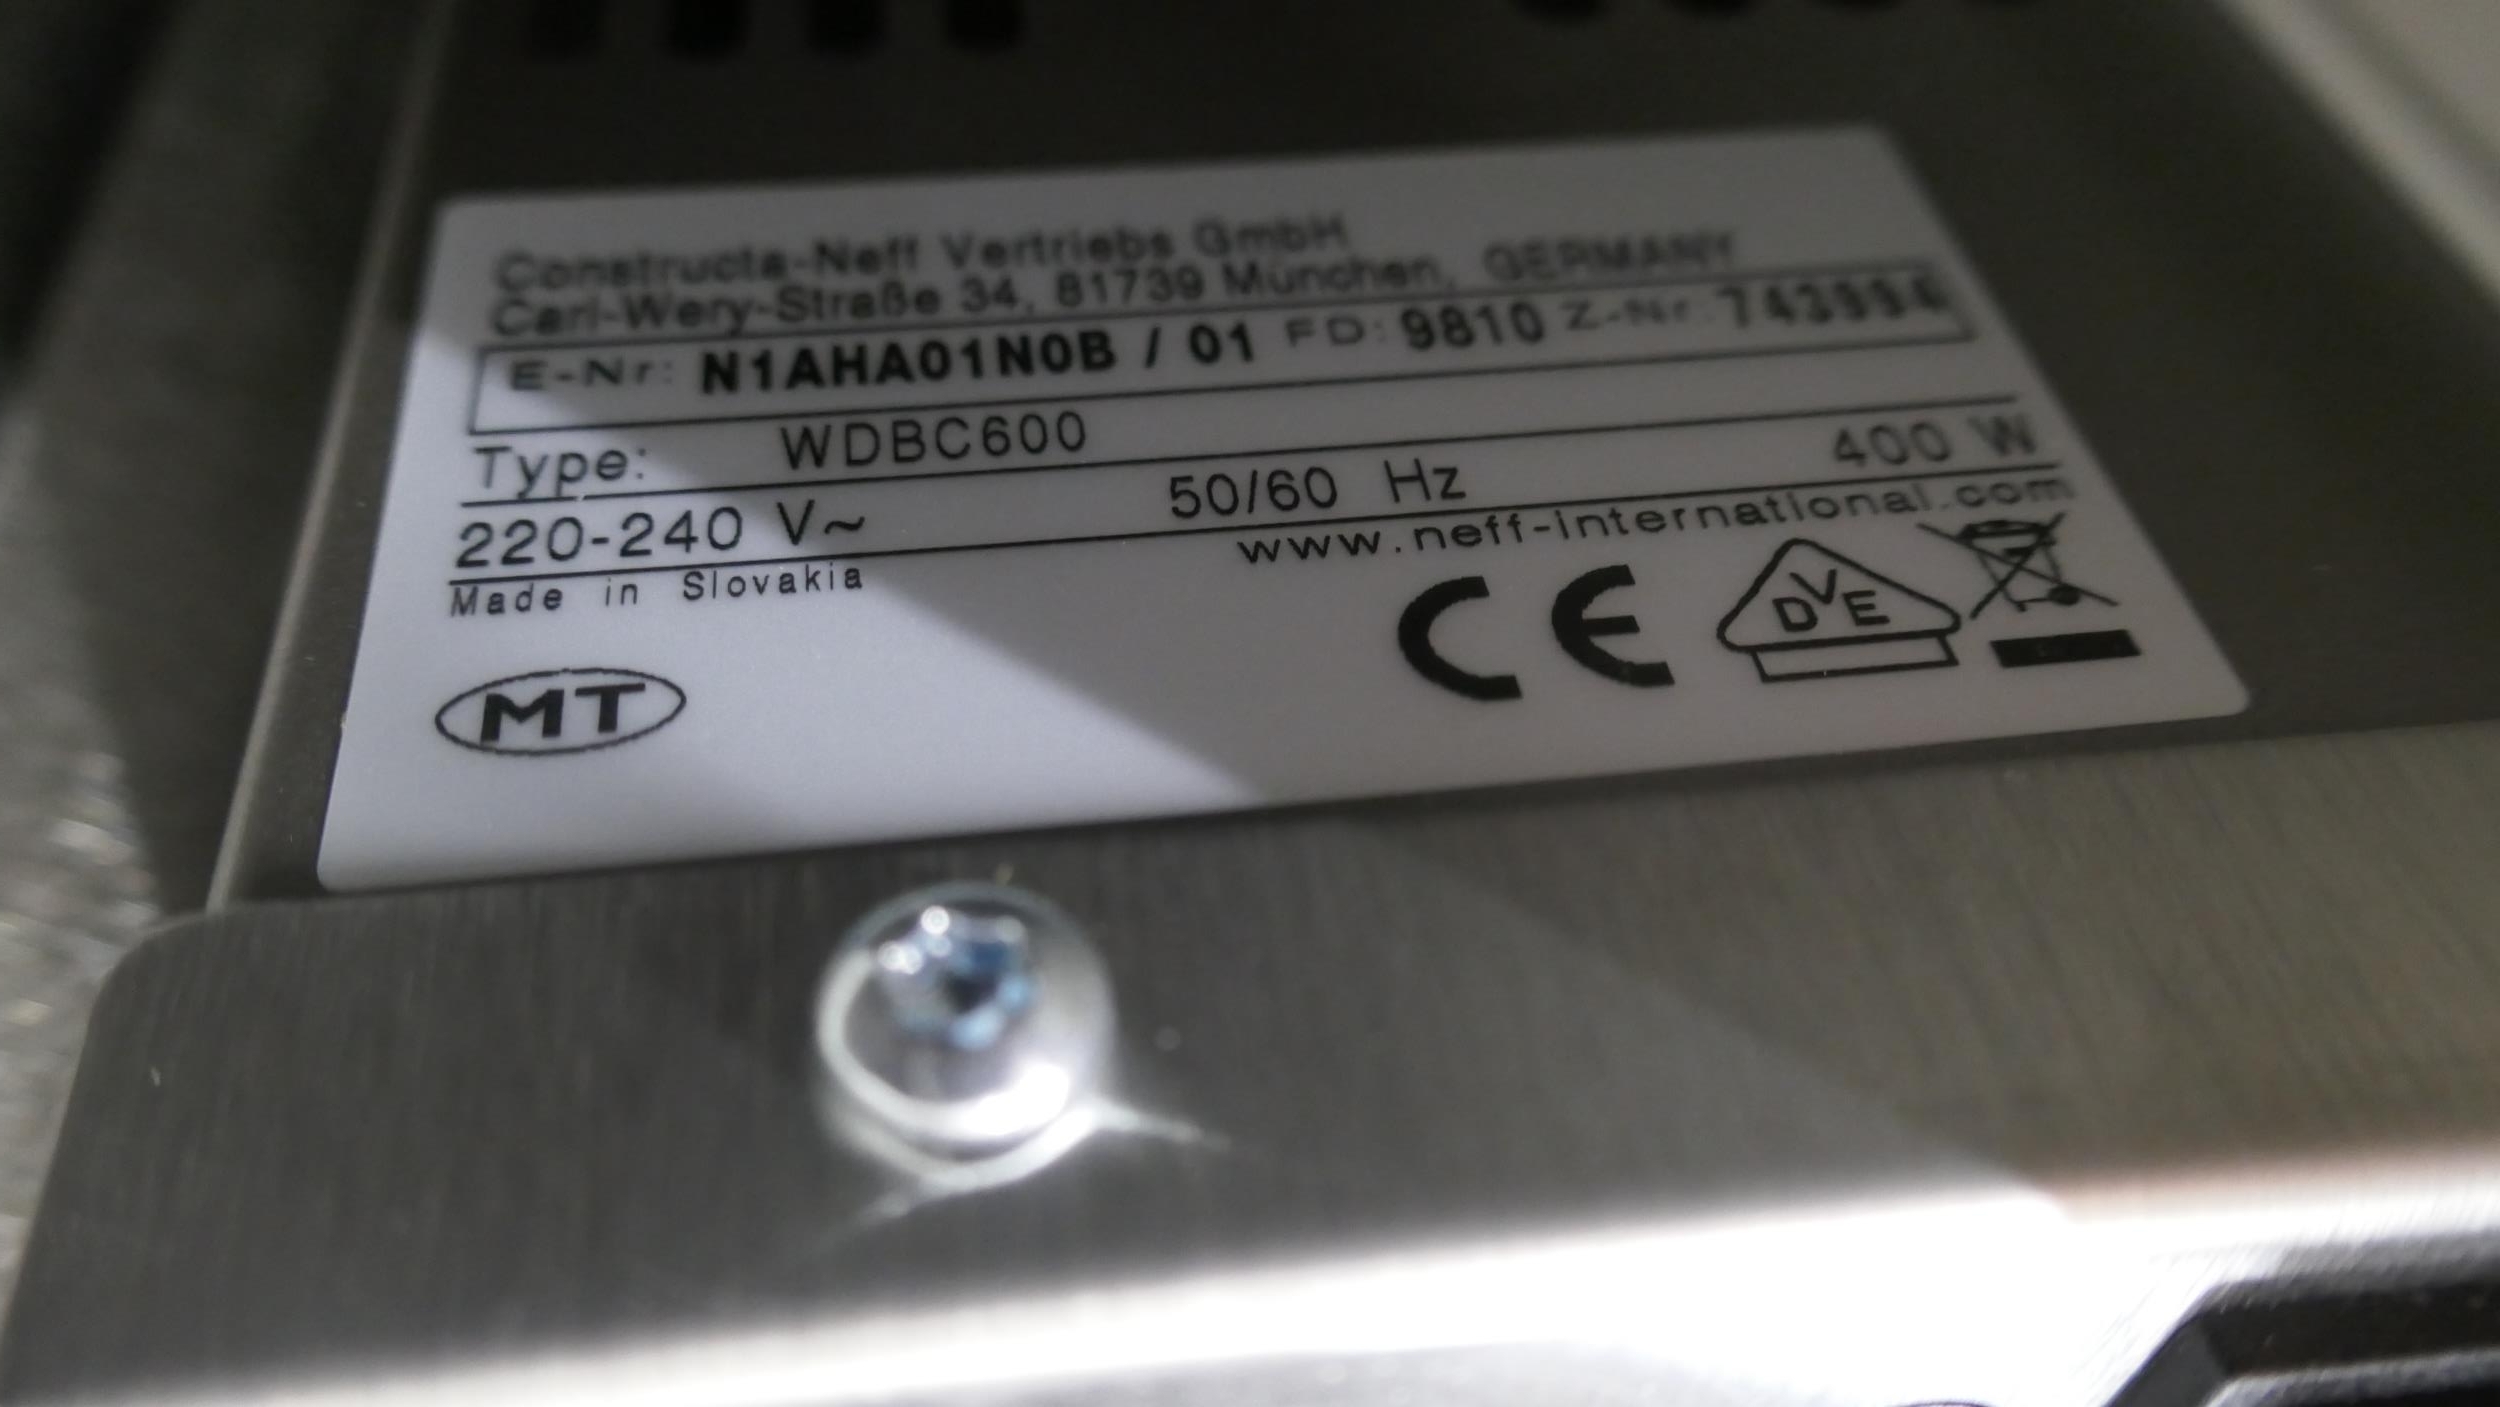 Constructa-Neff Vertriebs GmbH
Carl-Wery-Straße 34, 81739 München, GERMANY
E-Nr: N1AHA01N0B / 01 FD: 9810 Z-Nr: 743994
Type: WDBC600
220-240 V~ 50/60 Hz 400 W
Made in Slovakia www.neff-international.com
MT CE DVE